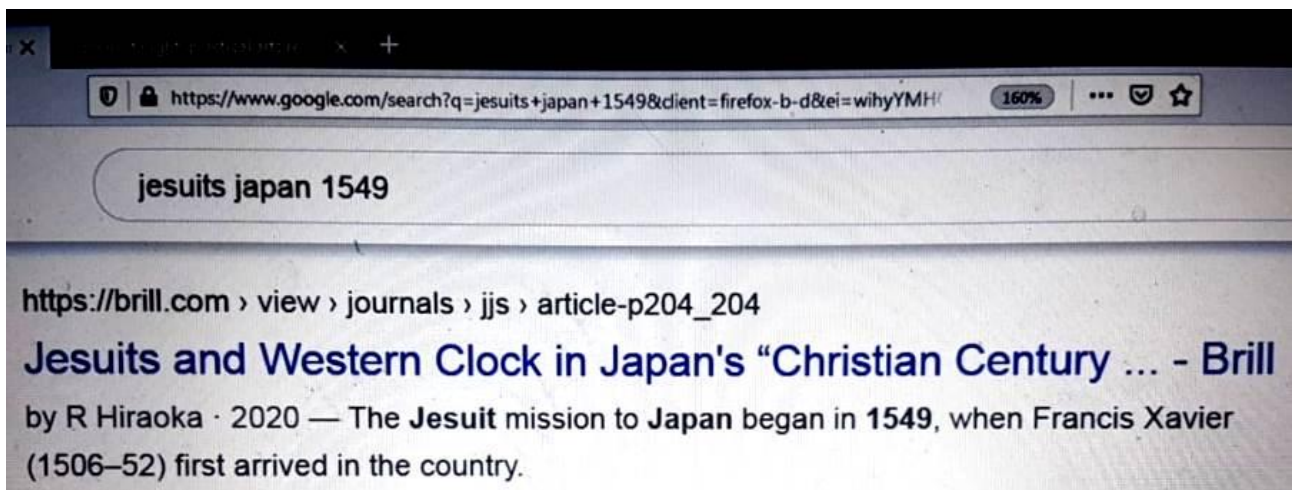 https://www.google.com/search?q=jesuits+japan+1549&client=firefox-b-d&ei=wihyYMH
160%
jesuits japan 1549
https://brill.com › view › journals › jjs › article-p204_204
Jesuits and Western Clock in Japan's “Christian Century ... - Brill
by R Hiraoka · 2020 — The Jesuit mission to Japan began in 1549, when Francis Xavier
(1506–52) first arrived in the country.